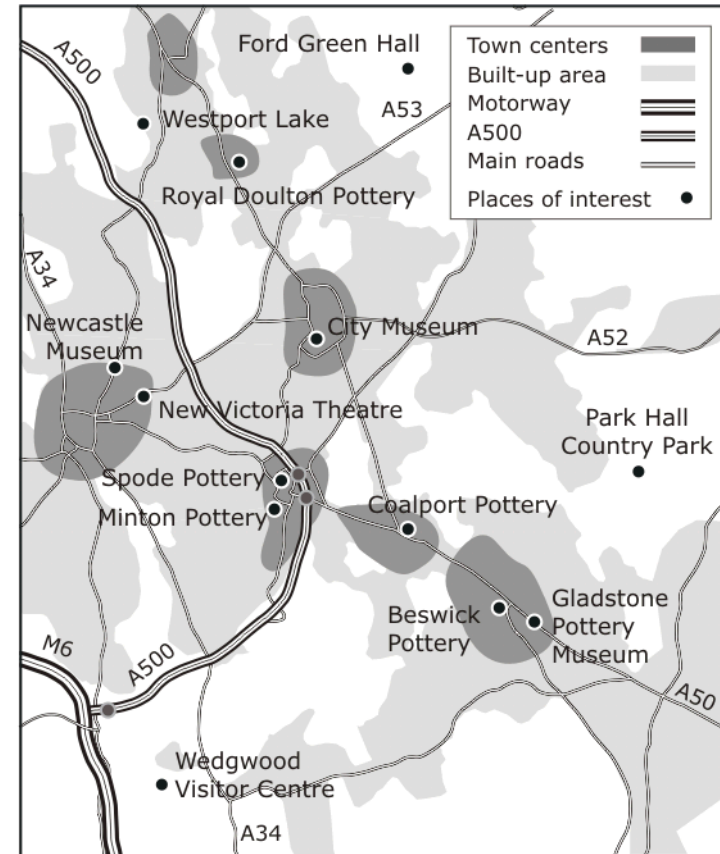 Ford Green Hall
Town centers
Built-up area
Motorway
A500
Main roads
Places of interest
A500
A53
Westport Lake
Royal Doulton Pottery
A34
Newcastle
Museum
City Museum
A52
New Victoria Theatre
Park Hall
Country Park
Spode Pottery
Minton Pottery
Coalport Pottery
Beswick
Pottery
Gladstone
Pottery
Museum
M6
A500
A50
Wedgwood
Visitor Centre
A34